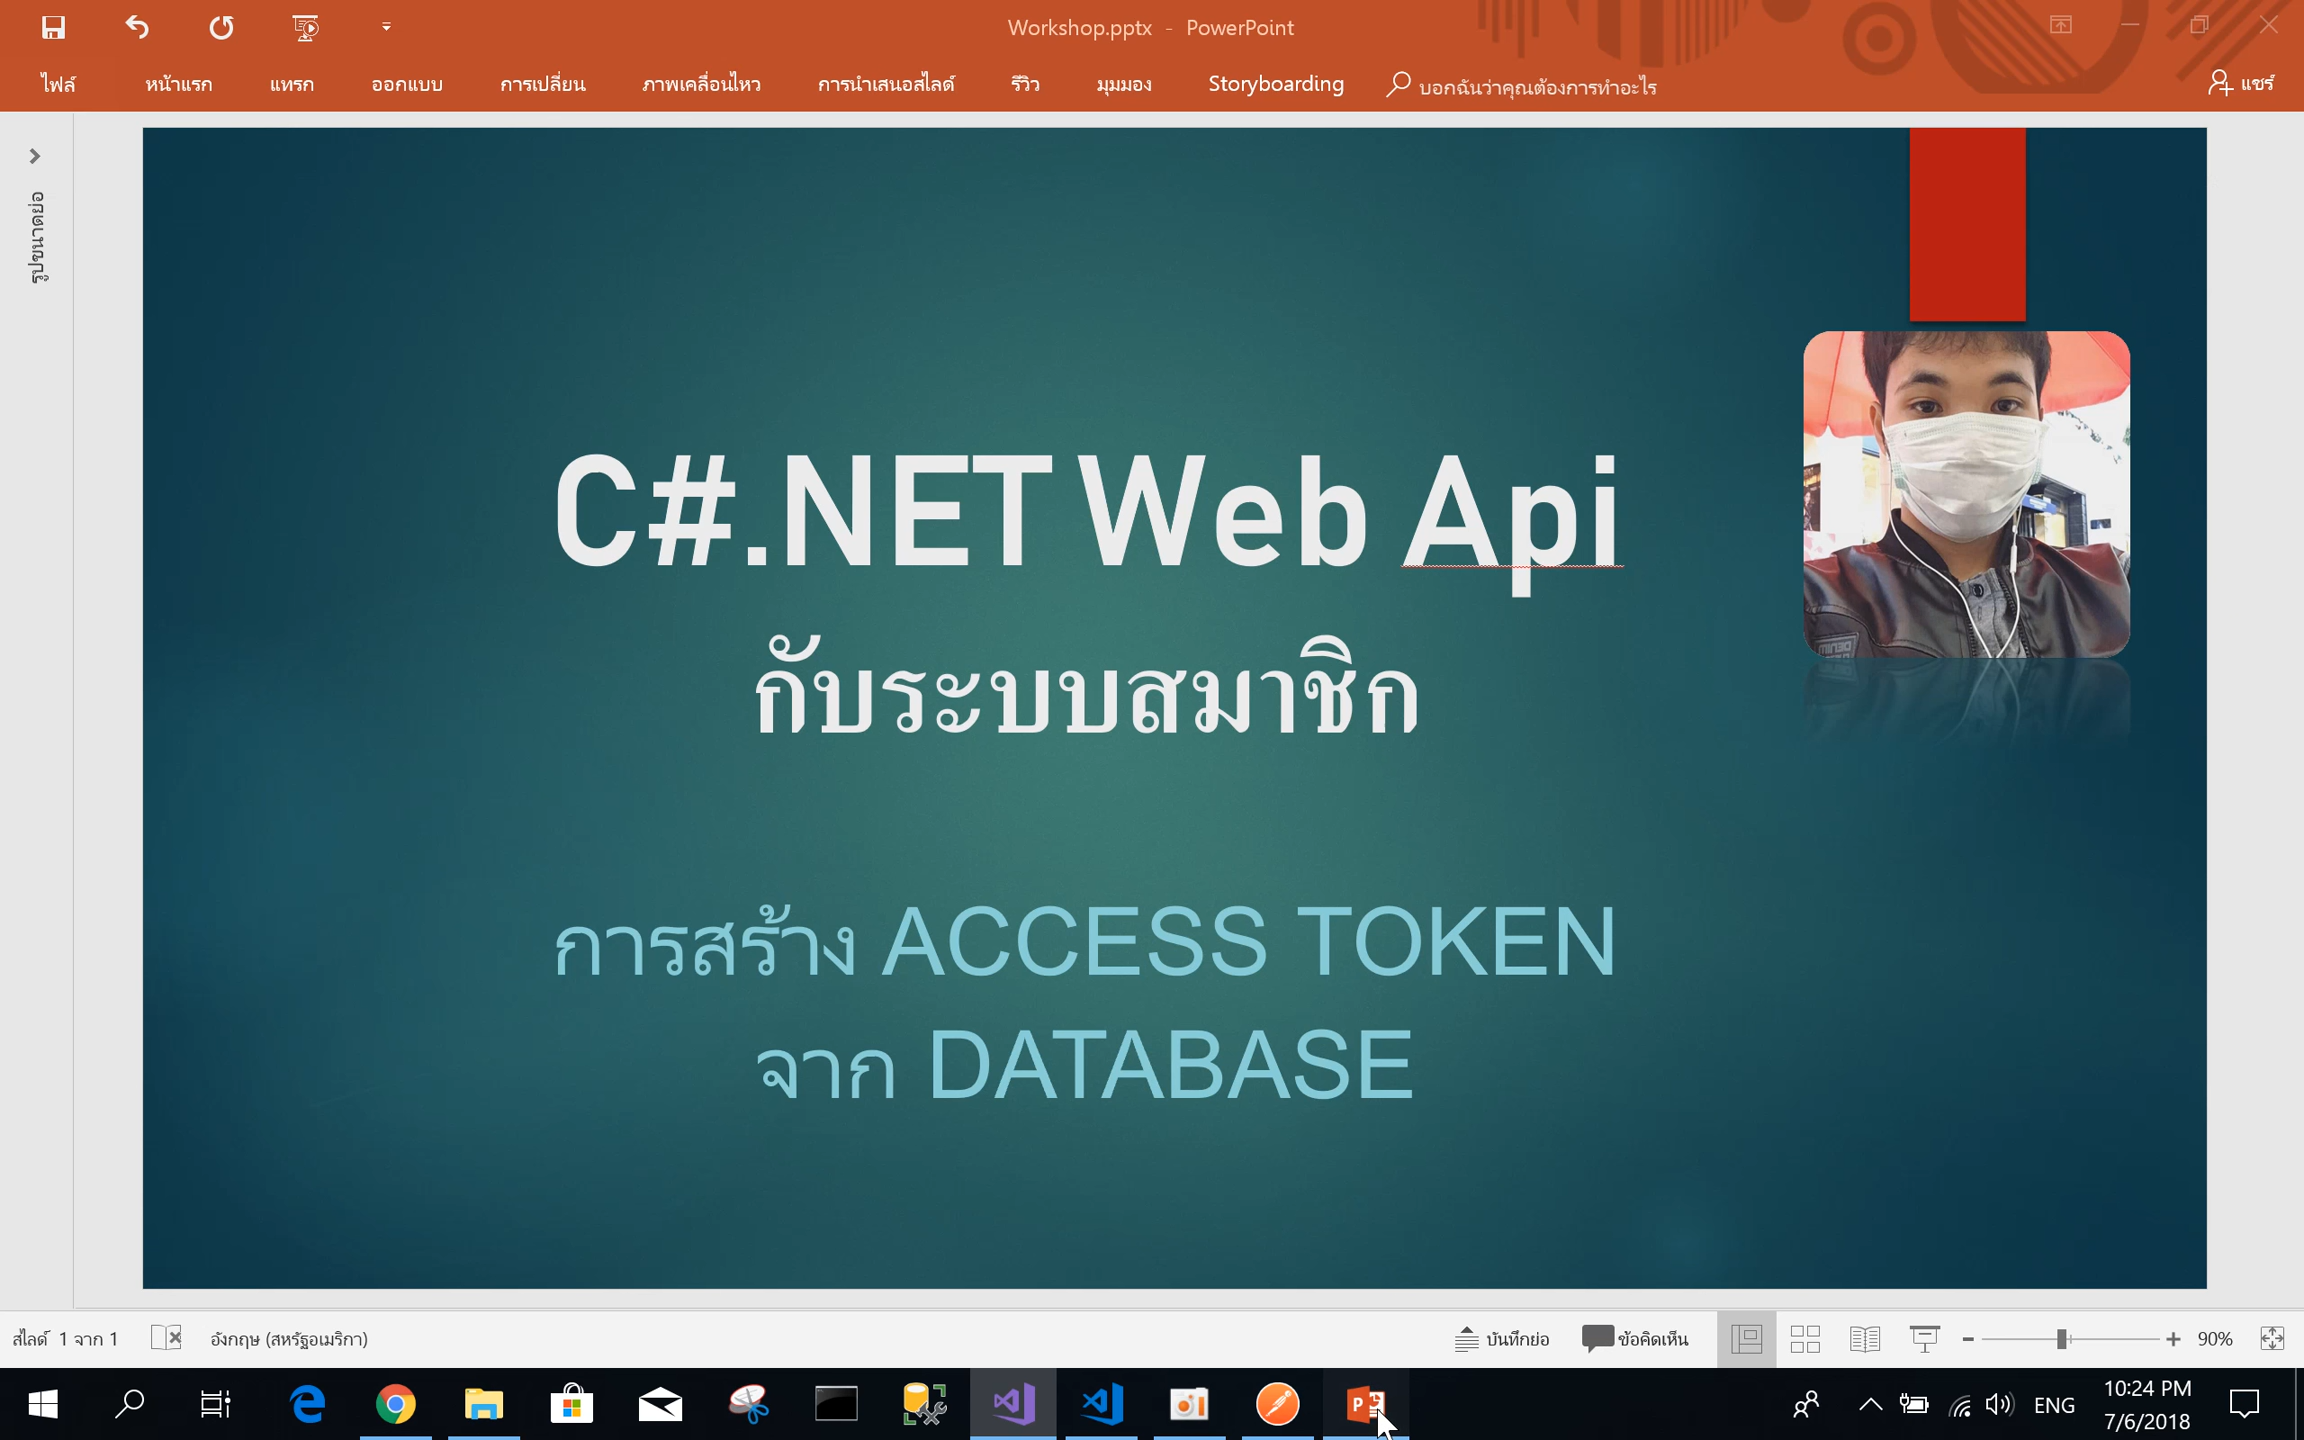 Workshop.pptx - PowerPoint
ไฟล์ หน้าแรก แทรก ออกแบบ การเปลี่ยน ภาพเคลื่อนไหว การนำเสนอสไลด์ รีวิว มุมมอง Storyboarding บอกฉันว่าคุณต้องการทำอะไร แชร์
รูปขนาดย่อ
C#.NET Web Api
กับระบบสมาชิก
การสร้าง ACCESS TOKEN
จาก DATABASE
สไลด์ 1 จาก 1 อังกฤษ (สหรัฐอเมริกา) บันทึกย่อ ข้อคิดเห็น 90%
ENG
10:24 PM
7/6/2018